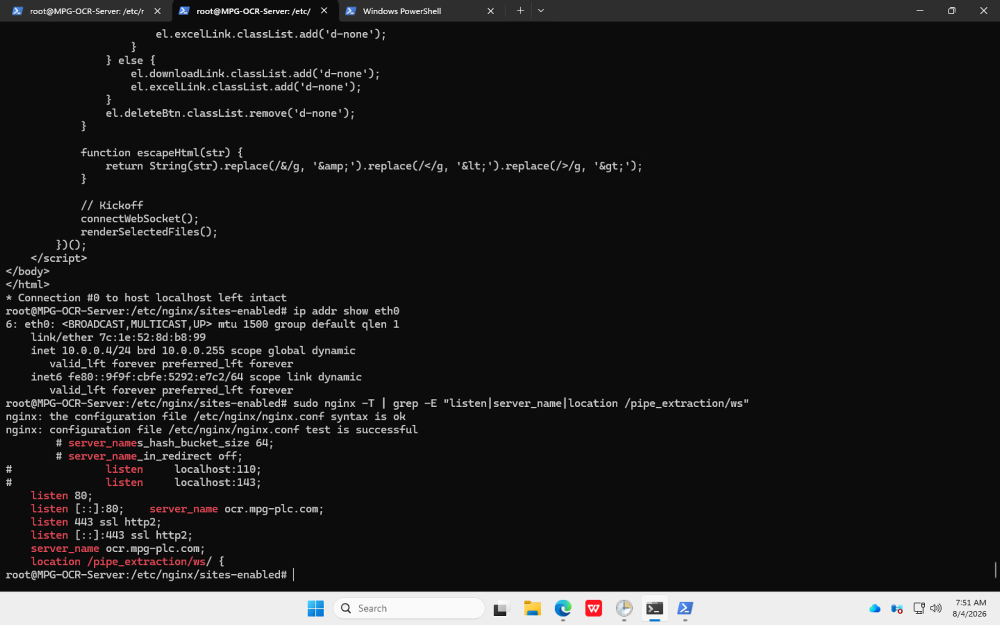 root@MPG-OCR-Server: /etc/r
root@MPG-OCR-Server: /etc/
Windows PowerShell
el.excelLink.classList.add('d-none');
}
} else {
el.downloadLink.classList.add('d-none');
el.excelLink.classList.add('d-none');
}
el.deleteBtn.classList.remove('d-none');
}
function escapeHtml(str) {
return String(str).replace(/&/g, '&amp;').replace(/</g, '&lt;').replace(/>/g, '&gt;');
}
// Kickoff
connectWebSocket();
renderSelectedFiles();
})();
</script>
</body>
</html>
* Connection #0 to host localhost left intact
root@MPG-OCR-Server:/etc/nginx/sites-enabled# ip addr show eth0
6: eth0: <BROADCAST,MULTICAST,UP> mtu 1500 group default qlen 1
link/ether 7c:1e:52:8d:b8:99
inet 10.0.0.4/24 brd 10.0.0.255 scope global dynamic
valid_lft forever preferred_lft forever
inet6 fe80::9f9f:cbfe:5292:e7c2/64 scope link dynamic
valid_lft forever preferred_lft forever
root@MPG-OCR-Server:/etc/nginx/sites-enabled# sudo nginx -T | grep -E "listen|server_name|location /pipe_extraction/ws"
nginx: the configuration file /etc/nginx/nginx.conf syntax is ok
nginx: configuration file /etc/nginx/nginx.conf test is successful
# server_names_hash_bucket_size 64;
# server_name_in_redirect off;
# listen localhost:110;
# listen localhost:143;
listen 80;
listen [::]:80; server_name ocr.mpg-plc.com;
listen 443 ssl http2;
listen [::]:443 ssl http2;
server_name ocr.mpg-plc.com;
location /pipe_extraction/ws/ {
root@MPG-OCR-Server:/etc/nginx/sites-enabled#
Search
7:51 AM
8/4/2026